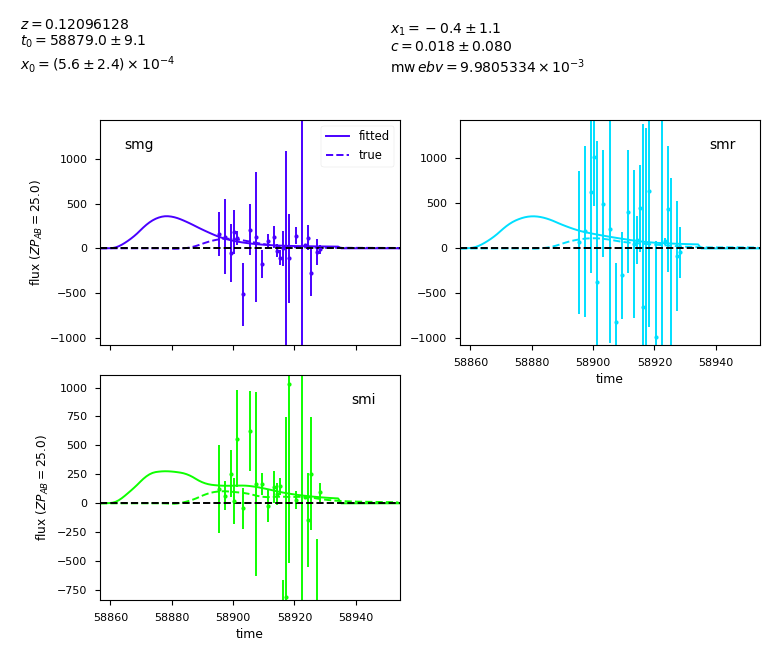 z = 0.12096128
t₀ = 58879.0 ± 9.1
x₀ = (5.6 ± 2.4) × 10⁻⁴
x₁ = −0.4 ± 1.1
c = 0.018 ± 0.080
mw ebv = 9.9805334 × 10⁻³
smg
fitted
true
1000
500
0
−500
−1000
flux (ZP_AB = 25.0)
smr
1000
500
0
−500
−1000
58860 58880 58900 58920 58940
time
smi
1000
750
500
250
0
−250
−500
−750
flux (ZP_AB = 25.0)
58860 58880 58900 58920 58940
time